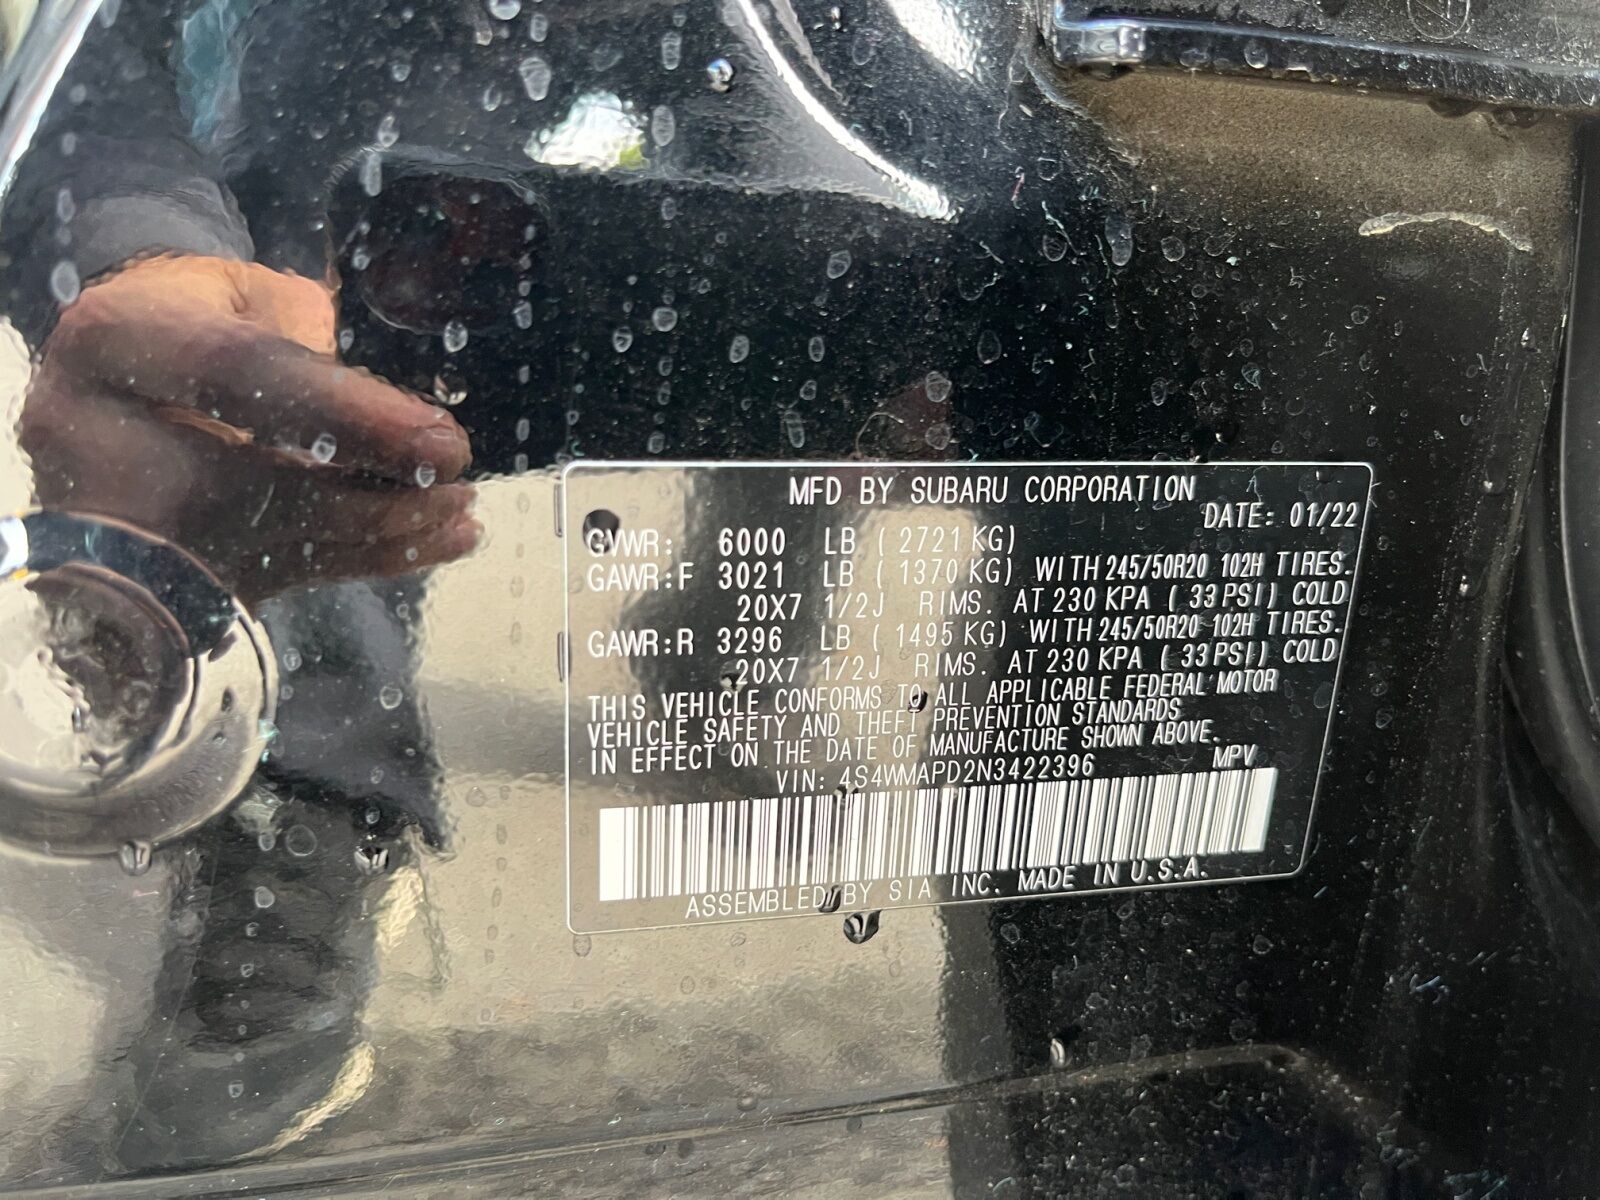 MFD BY SUBARU CORPORATION
DATE: 01/22
GVWR: 6000 LB ( 2721 KG)
GAWR:F 3021 LB ( 1370 KG) WITH 245/50R20 102H TIRES.
20X7 1/2J RIMS. AT 230 KPA ( 33 PSI) COLD
GAWR:R 3296 LB ( 1495 KG) WITH 245/50R20 102H TIRES.
20X7 1/2J RIMS. AT 230 KPA ( 33 PSI) COLD
THIS VEHICLE CONFORMS TO ALL APPLICABLE FEDERAL MOTOR
VEHICLE SAFETY AND THEFT PREVENTION STANDARDS
IN EFFECT ON THE DATE OF MANUFACTURE SHOWN ABOVE.
VIN: 4S4WMAPD2N3422396 MPV
ASSEMBLED BY SIA INC. MADE IN U.S.A.